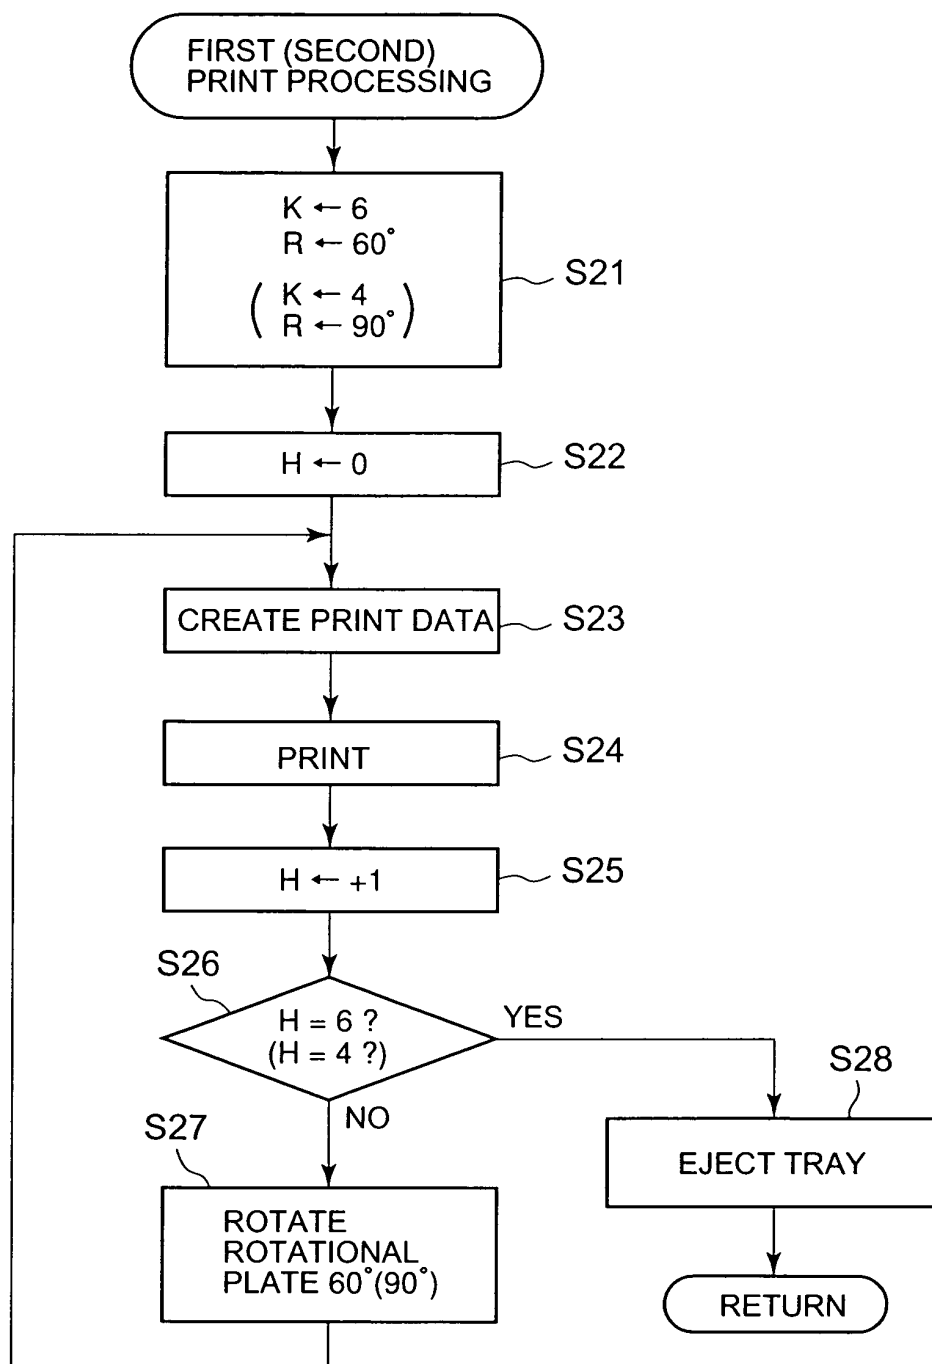 FIRST (SECOND)
PRINT PROCESSING
K ← 6
R ← 60°
( K ← 4
R ← 90° )
S21
H ← 0
S22
CREATE PRINT DATA
S23
PRINT
S24
H ← +1
S25
S26
H = 6 ?
(H = 4 ?)
YES
NO
S27
ROTATE
ROTATIONAL
PLATE 60°(90°)
S28
EJECT TRAY
RETURN